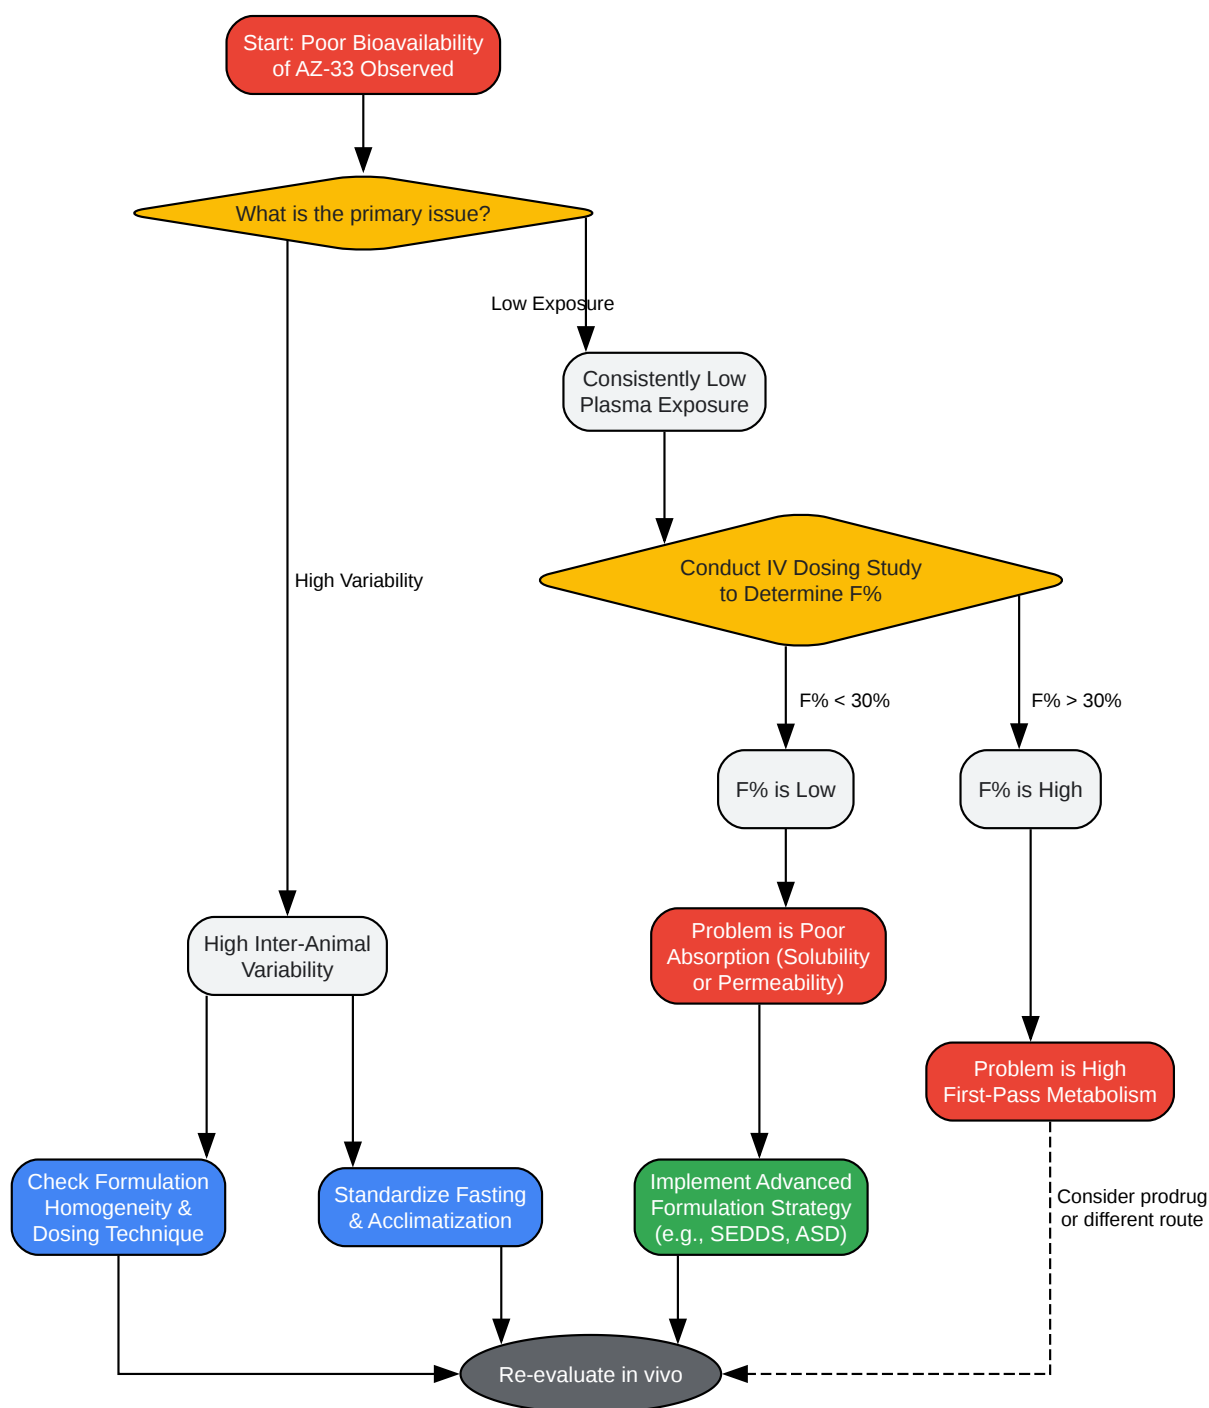 Start: Poor Bioavailability
of AZ-33 Observed
What is the primary issue?
Low Exposure
Consistently Low
Plasma Exposure
High Variability
Conduct IV Dosing Study
to Determine F%
F% < 30%
F% > 30%
F% is Low
F% is High
High Inter-Animal
Variability
Problem is Poor
Absorption (Solubility
or Permeability)
Problem is High
First-Pass Metabolism
Check Formulation
Homogeneity &
Dosing Technique
Standardize Fasting
& Acclimatization
Implement Advanced
Formulation Strategy
(e.g., SEDDS, ASD)
Consider prodrug
or different route
Re-evaluate in vivo